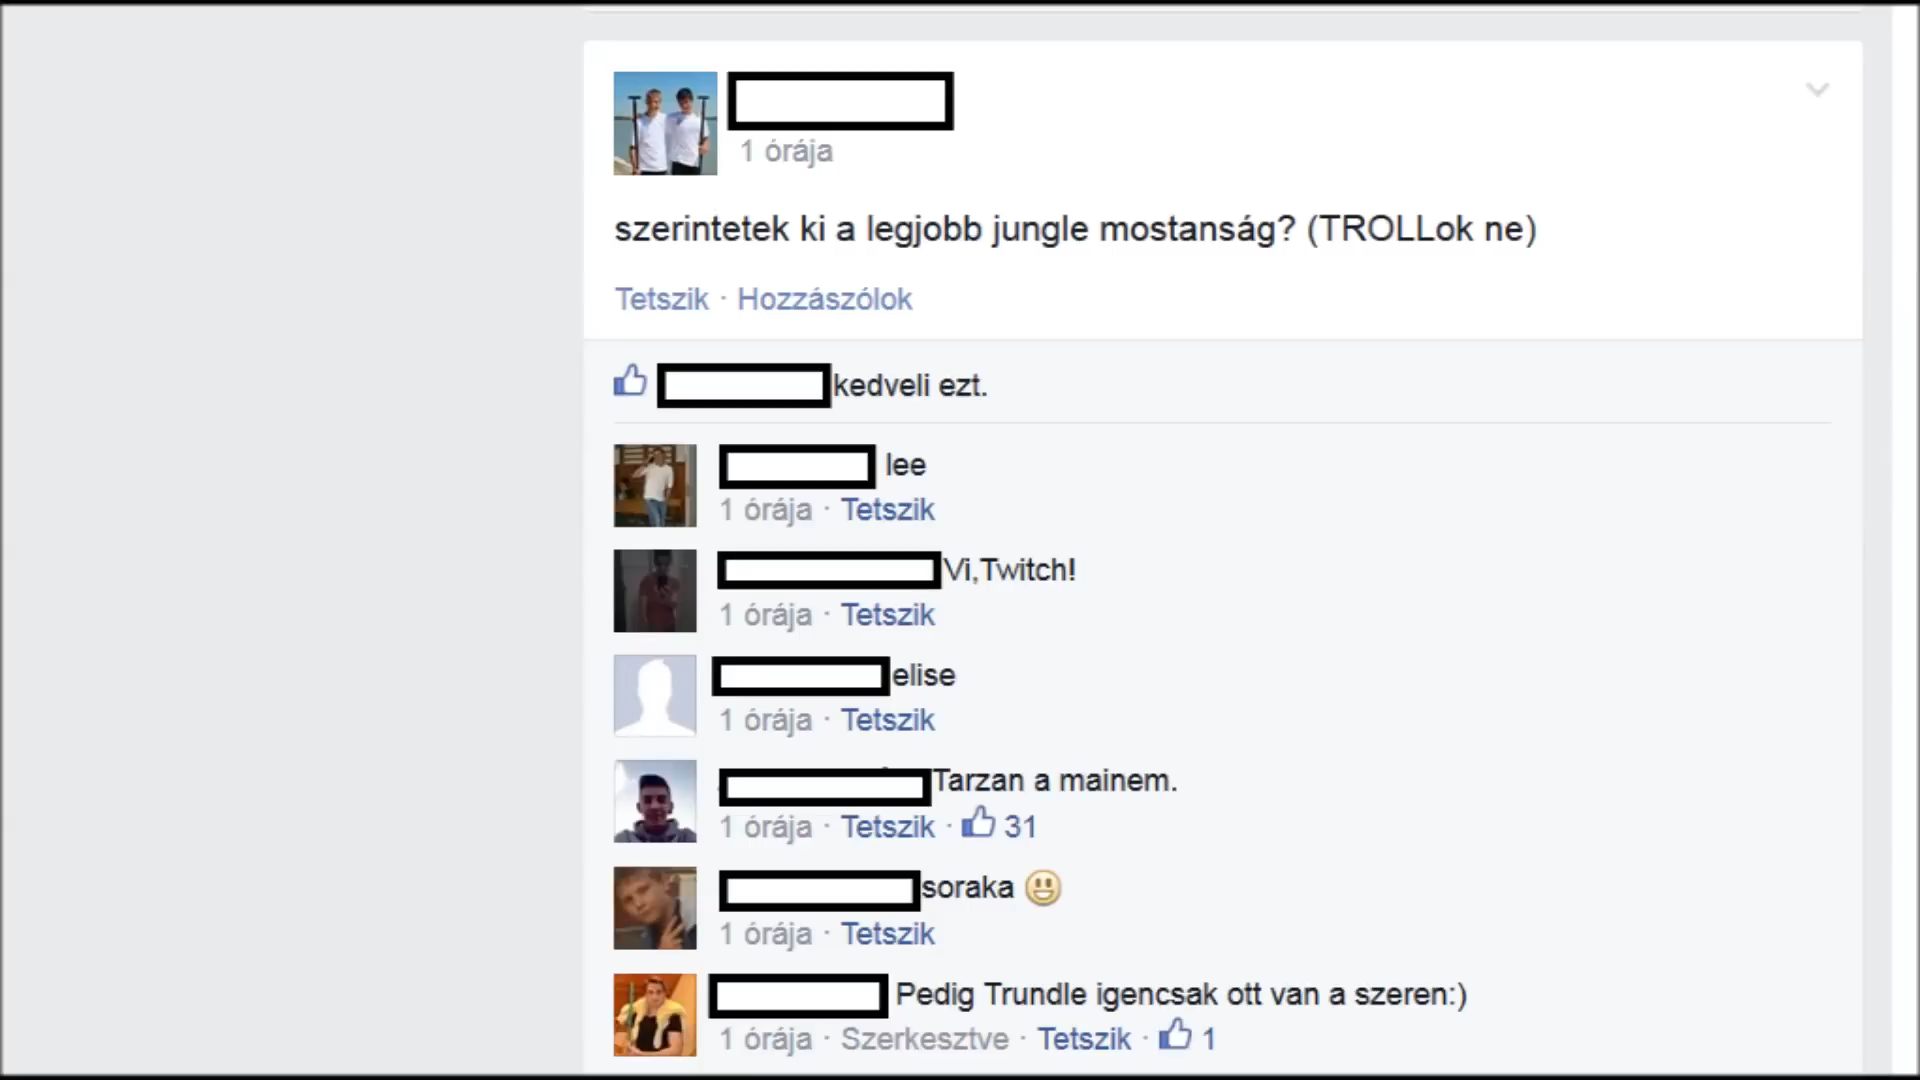 1 órája
szerintetek ki a legjobb jungle mostanság? (TROLLok ne)
Tetszik · Hozzászólok
kedveli ezt.
lee
1 órája · Tetszik
Vi,Twitch!
1 órája · Tetszik
elise
1 órája · Tetszik
Tarzan a mainem.
1 órája · Tetszik · 31
soraka
1 órája · Tetszik
Pedig Trundle igencsak ott van a szeren:)
1 órája · Szerkesztve · Tetszik · 1